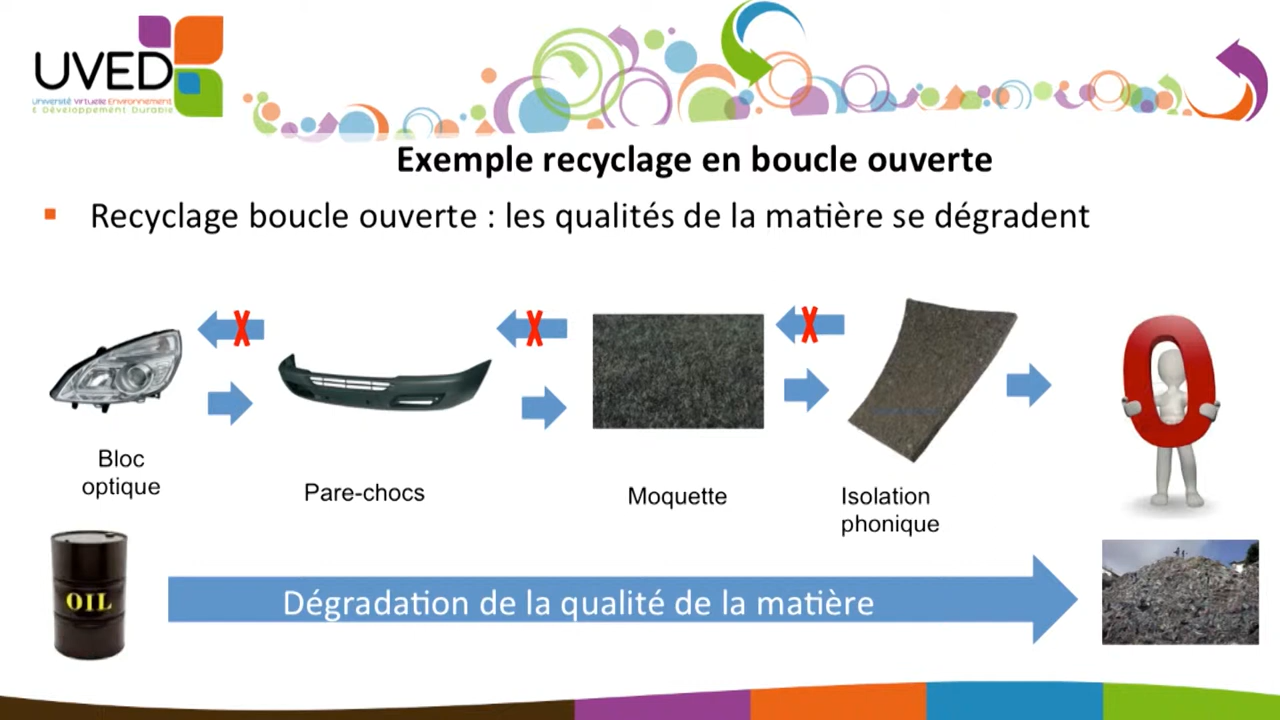 UVED
Université Virtuelle Environnement
& Développement Durable
Exemple recyclage en boucle ouverte
Recyclage boucle ouverte : les qualités de la matière se dégradent
X X X
0
Bloc
optique
Pare-chocs
Moquette
Isolation
phonique
OIL
Dégradation de la qualité de la matière